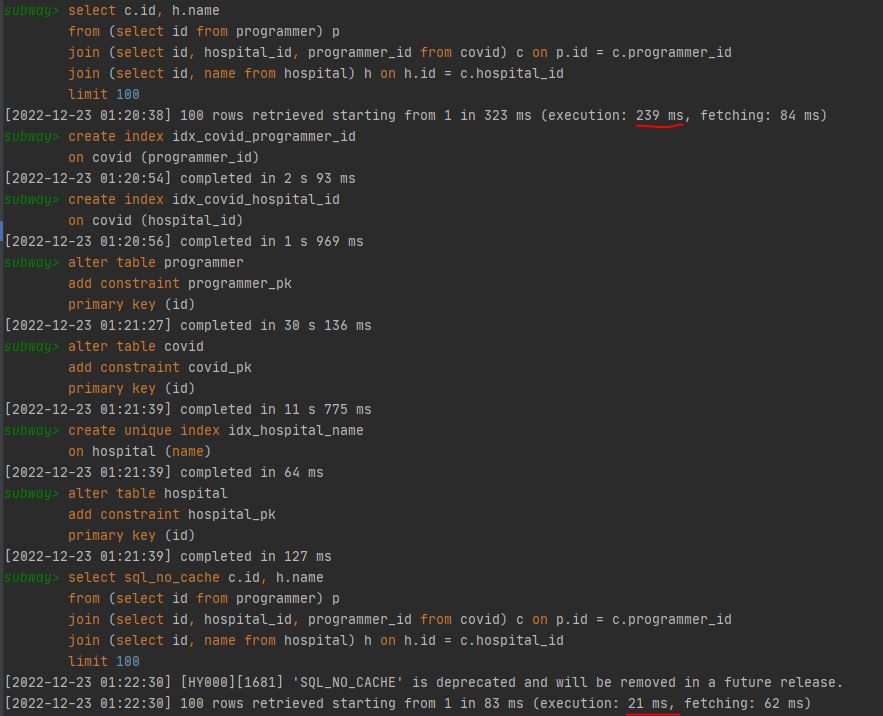 subway> select c.id, h.name
from (select id from programmer) p
join (select id, hospital_id, programmer_id from covid) c on p.id = c.programmer_id
join (select id, name from hospital) h on h.id = c.hospital_id
limit 100
[2022-12-23 01:20:38] 100 rows retrieved starting from 1 in 323 ms (execution: 239 ms, fetching: 84 ms)
subway> create index idx_covid_programmer_id
on covid (programmer_id)
[2022-12-23 01:20:54] completed in 2 s 93 ms
subway> create index idx_covid_hospital_id
on covid (hospital_id)
[2022-12-23 01:20:56] completed in 1 s 969 ms
subway> alter table programmer
add constraint programmer_pk
primary key (id)
[2022-12-23 01:21:27] completed in 30 s 136 ms
subway> alter table covid
add constraint covid_pk
primary key (id)
[2022-12-23 01:21:39] completed in 11 s 775 ms
subway> create unique index idx_hospital_name
on hospital (name)
[2022-12-23 01:21:39] completed in 64 ms
subway> alter table hospital
add constraint hospital_pk
primary key (id)
[2022-12-23 01:21:39] completed in 127 ms
subway> select sql_no_cache c.id, h.name
from (select id from programmer) p
join (select id, hospital_id, programmer_id from covid) c on p.id = c.programmer_id
join (select id, name from hospital) h on h.id = c.hospital_id
limit 100
[2022-12-23 01:22:30] [HY000][1681] 'SQL_NO_CACHE' is deprecated and will be removed in a future release.
[2022-12-23 01:22:30] 100 rows retrieved starting from 1 in 83 ms (execution: 21 ms, fetching: 62 ms)